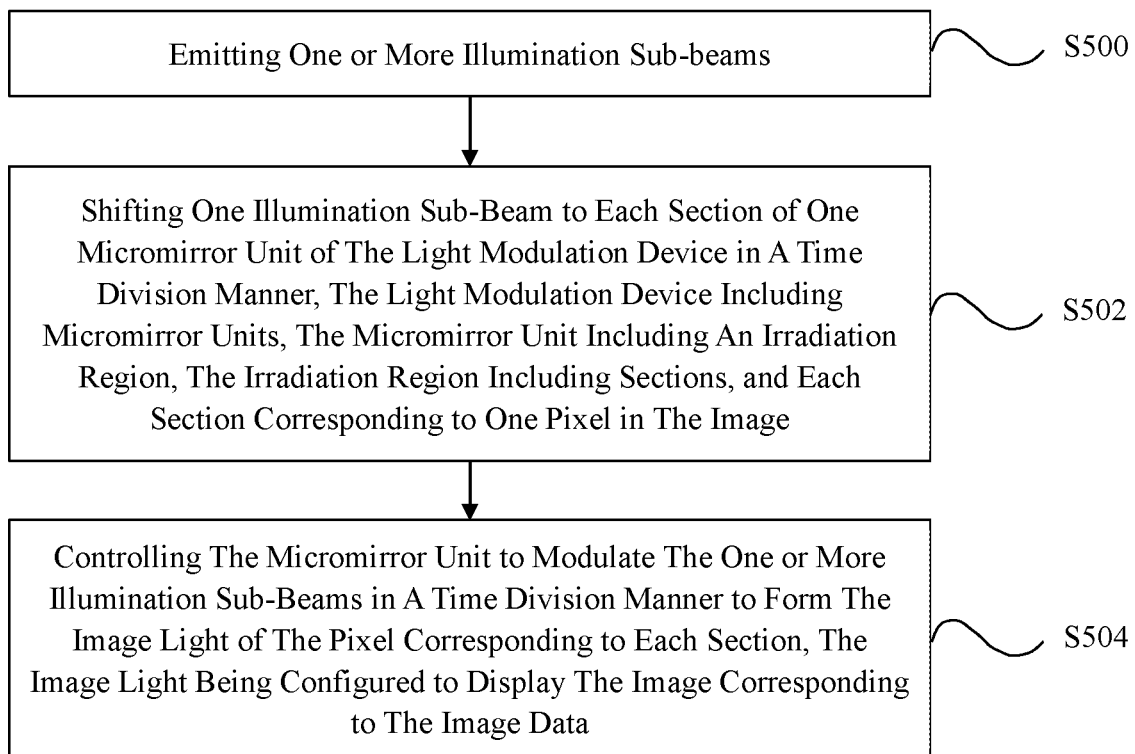 Emitting One or More Illumination Sub-beams
S500
Shifting One Illumination Sub-Beam to Each Section of One
Micromirror Unit of The Light Modulation Device in A Time
Division Manner, The Light Modulation Device Including
Micromirror Units, The Micromirror Unit Including An Irradiation
Region, The Irradiation Region Including Sections, and Each
Section Corresponding to One Pixel in The Image
S502
Controlling The Micromirror Unit to Modulate The One or More
Illumination Sub-Beams in A Time Division Manner to Form The
Image Light of The Pixel Corresponding to Each Section, The
Image Light Being Configured to Display The Image Corresponding
to The Image Data
S504